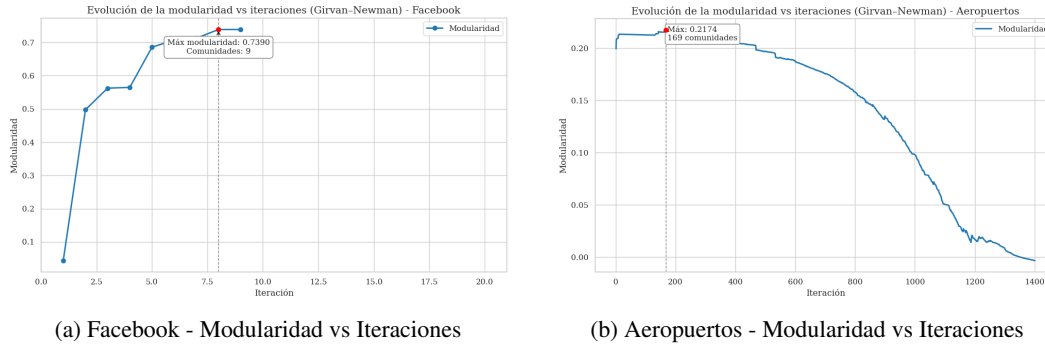 Evolución de la modularidad vs iteraciones (Girvan–Newman) - Facebook
Modularidad
Máx modularidad: 0.7390
Comunidades: 9
0.7
0.6
0.5
0.4
0.3
0.2
0.1
Modularidad
0.0
2.5
5.0
7.5
10.0
12.5
15.0
17.5
20.0
Iteración
(a) Facebook - Modularidad vs Iteraciones
Evolución de la modularidad vs iteraciones (Girvan–Newman) - Aeropuertos
Modularidad
Máx: 0.2174
169 comunidades
0.20
0.15
0.10
0.05
0.00
Modularidad
0
200
400
600
800
1000
1200
1400
Iteración
(b) Aeropuertos - Modularidad vs Iteraciones